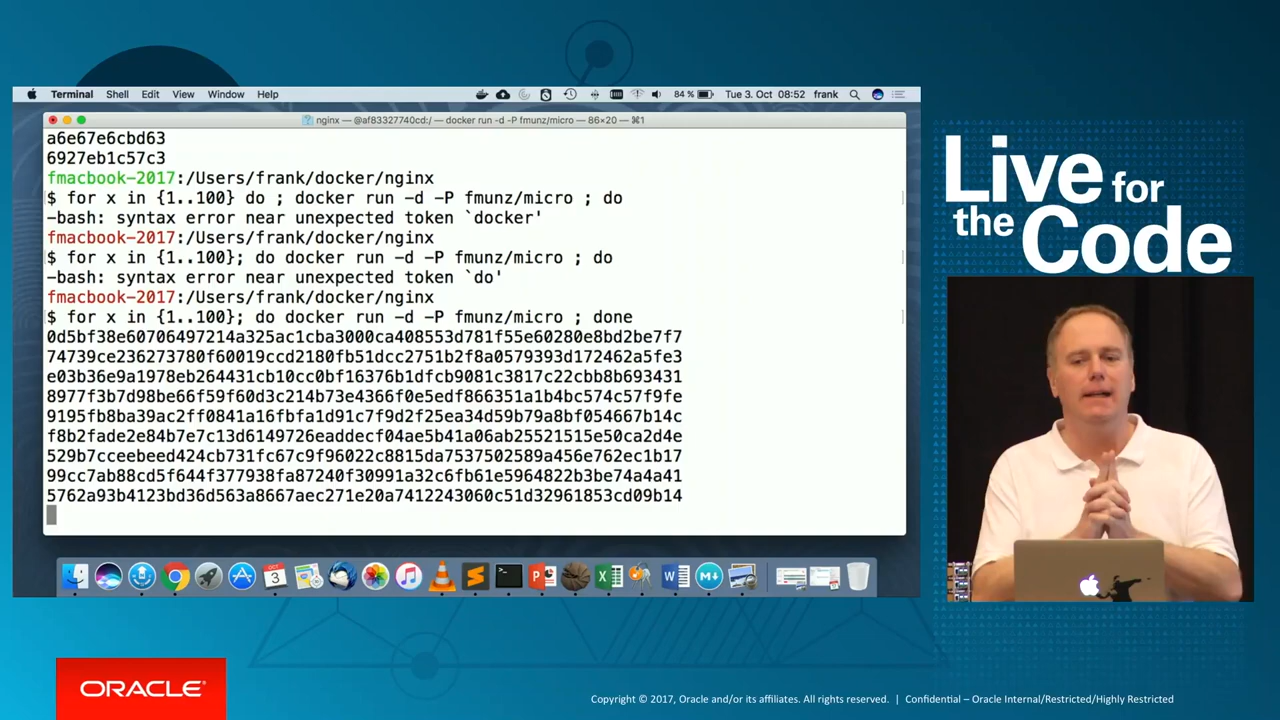 Terminal Shell Edit View Window Help 84 % Tue 3. Oct 08:52 frank
nginx — @af83327740cd:/ — docker run -d -P fmunz/micro — 86×20 — ⌘1
a6e67e6cbd63
6927eb1c57c3
fmacbook-2017:/Users/frank/docker/nginx
$ for x in {1..100} do ; docker run -d -P fmunz/micro ; do
-bash: syntax error near unexpected token `docker'
fmacbook-2017:/Users/frank/docker/nginx
$ for x in {1..100}; do docker run -d -P fmunz/micro ; do
-bash: syntax error near unexpected token `do'
fmacbook-2017:/Users/frank/docker/nginx
$ for x in {1..100}; do docker run -d -P fmunz/micro ; done
0d5bf38e60706497214a325ac1cba3000ca408553d781f55e60280e8bd2be7f7
74739ce236273780f60019ccd2180fb51dcc2751b2f8a0579393d172462a5fe3
e03b36e9a1978eb264431cb10cc0bf16376b1dfcb9081c3817c22cbb8b693431
8977f3b7d98be66f59f60d3c214b73e4366f0e5edf866351a1b4bc574c57f9fe
9195fb8ba39ac2ff0841a16fbfa1d91c7f9d2f25ea34d59b79a8bf054667b14c
f8b2fade2e84b7e7c13d6149726eaddecf04ae5b41a06ab25521515e50ca2d4e
529b7cceebeed424cb731fc67c9f96022c8815da7537502589a456e762ec1b17
99cc7ab88cd5f644f377938fa87240f30991a32c6fb61e5964822b3be74a4a41
5762a93b4123bd36d563a8667aec271e20a7412243060c51d32961853cd09b14
Live for
the Code
OCT
3
ORACLE®
Copyright © 2017, Oracle and/or its affiliates. All rights reserved. | Confidential – Oracle Internal/Restricted/Highly Restricted